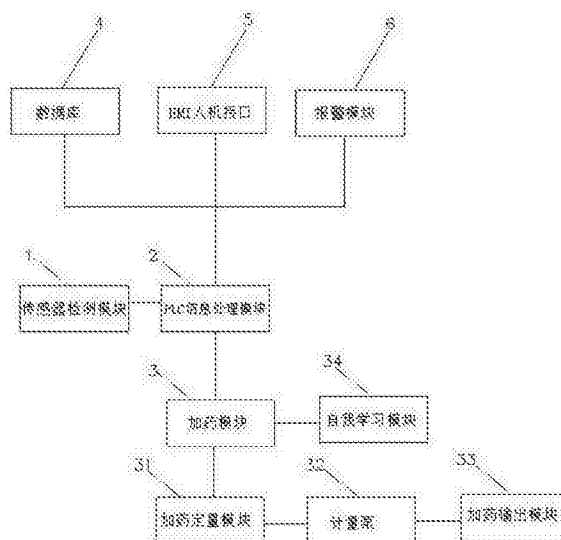 4
5
6
数据库
HMI人机接口
报警模块
1
2
传感器检测模块
PLC信息处理模块
3
34
加药模块
自我学习模块
31
32
33
加药定量模块
计量泵
加药输出模块